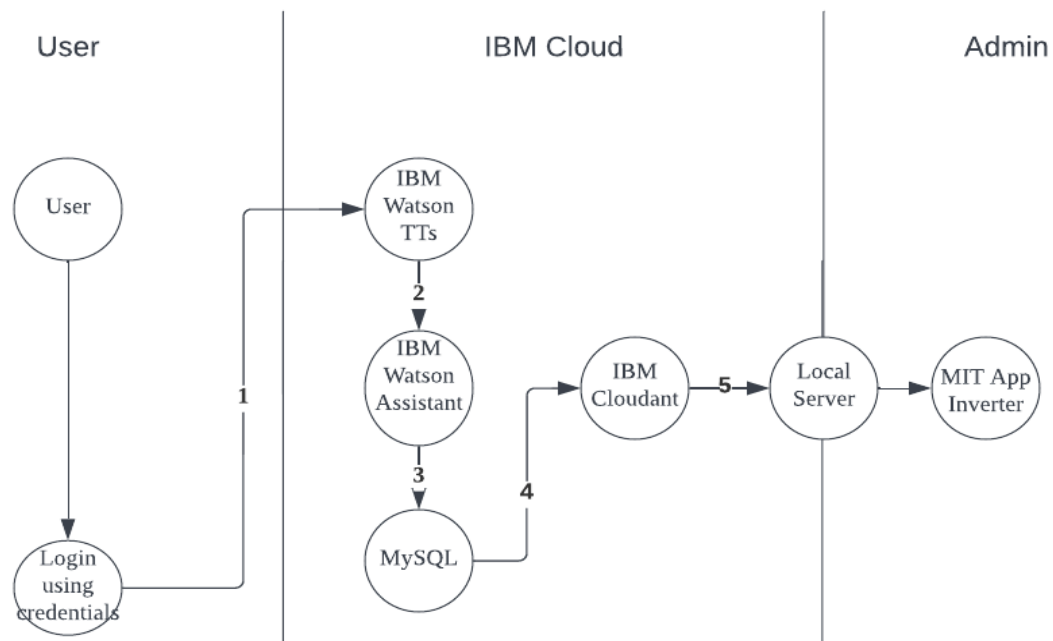 User
IBM Cloud
Admin
User
IBM
Watson
TTs
2
IBM
Watson
Assistant
1
3
MySQL
4
IBM
Cloudant
5
Local
Server
MIT App
Inverter
Login
using
credentials